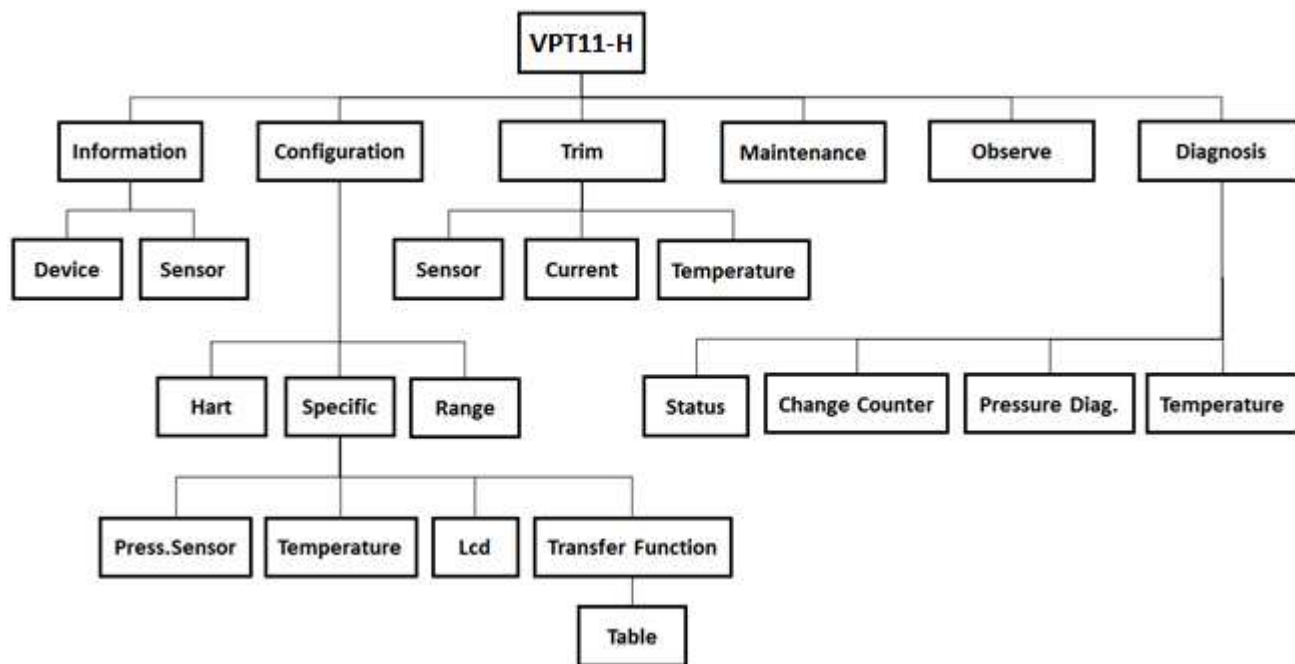 VPT11-H
Information
Configuration
Trim
Maintenance
Observe
Diagnosis
Device
Sensor
Sensor
Current
Temperature
Hart
Specific
Range
Status
Change Counter
Pressure Diag.
Temperature
Press.Sensor
Temperature
Lcd
Transfer Function
Table